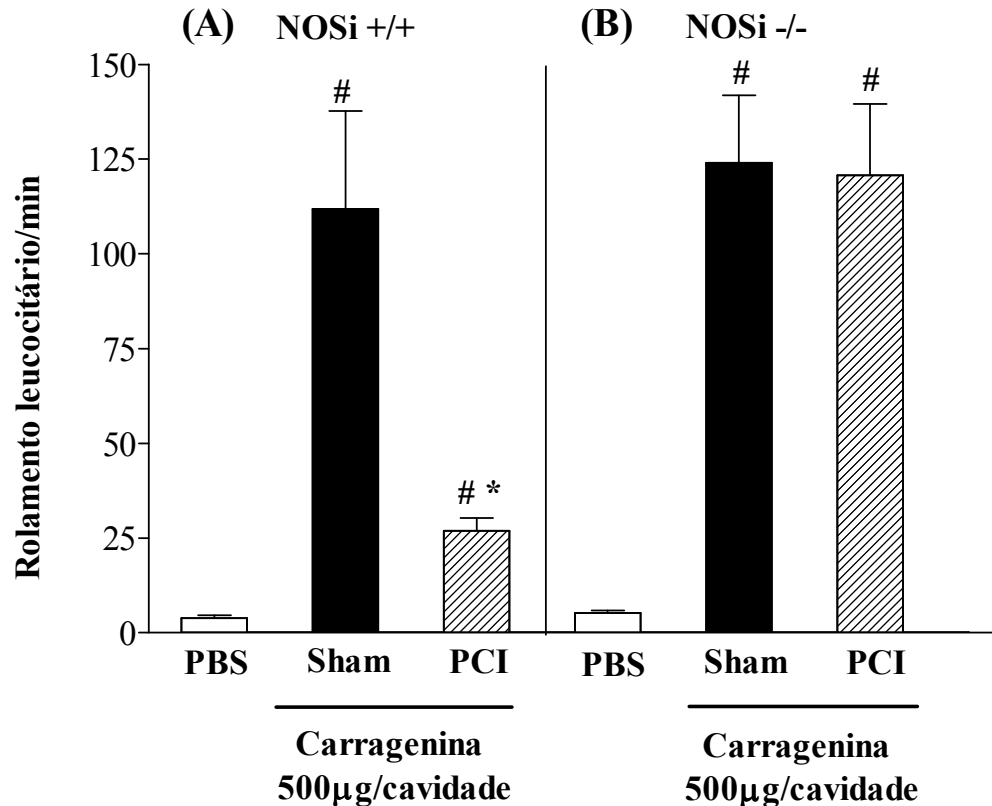 (A) NOSi +/+ (B) NOSi -/-
Rolamento leucocitário/min
150
125
100
75
50
25
0
# # #
# *
PBS Sham PCI PBS Sham PCI
Carragenina Carragenina
500µg/cavidade 500µg/cavidade